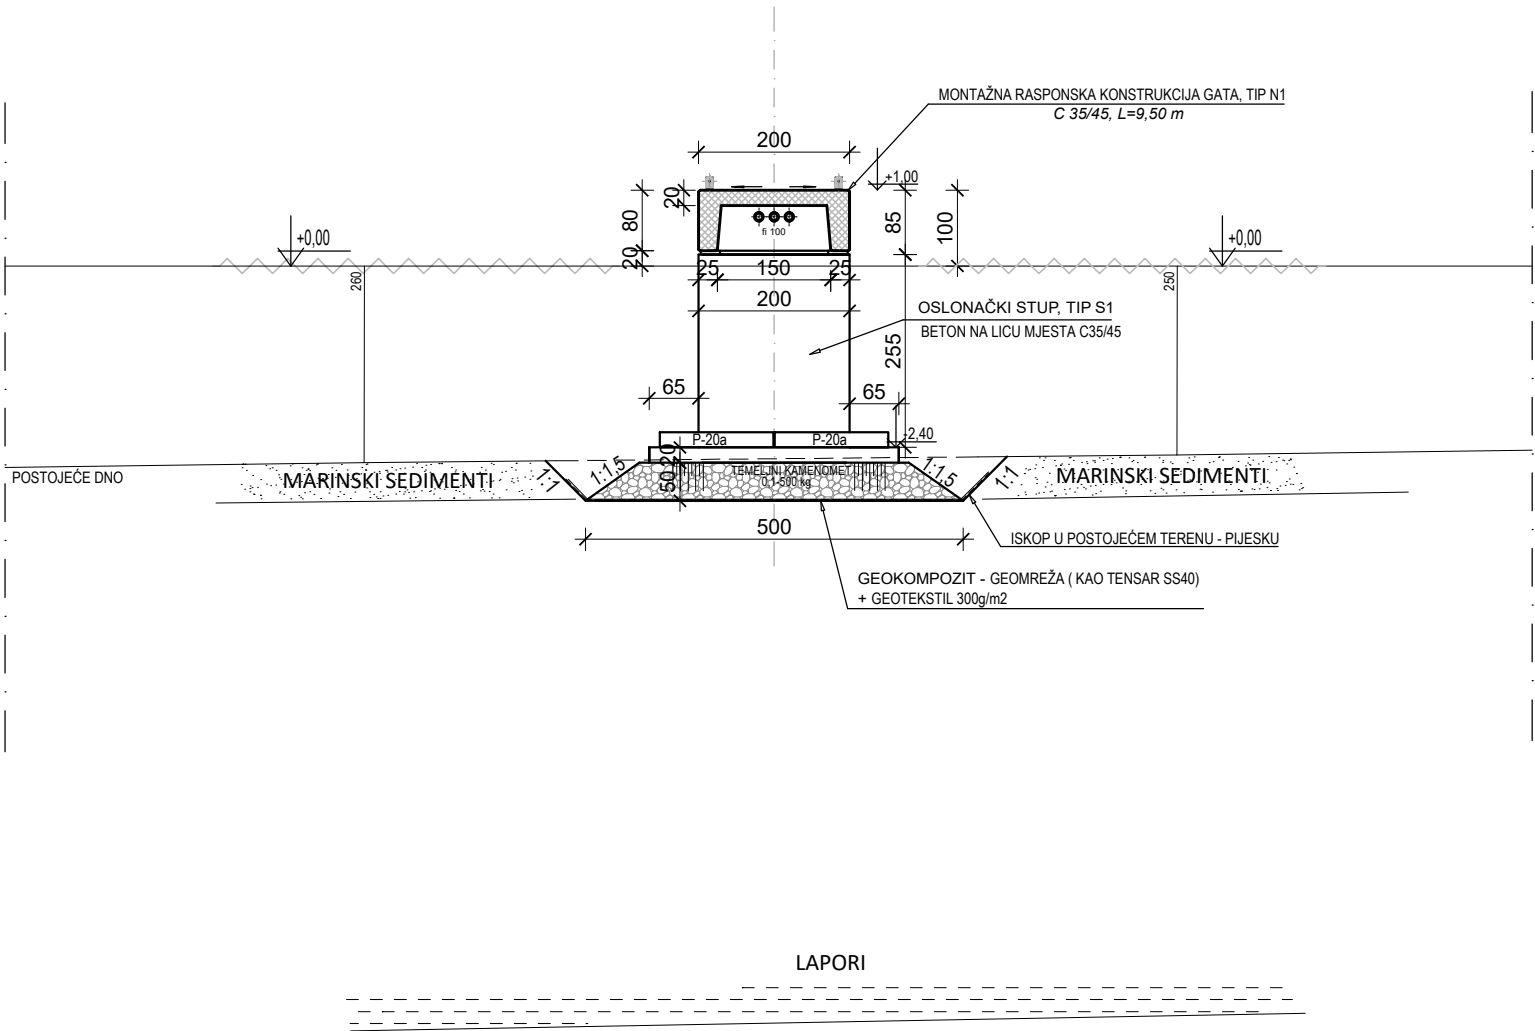 MONTAŽNA RASPONSKA KONSTRUKCIJA GATA, TIP N1
C 35/45, L=9,50 m
200
+1,00
20
80
85
100
fi 100
+0,00
+0,00
20
25
150
25
260
250
200
OSLONAČKI STUP, TIP S1
BETON NA LICU MJESTA C35/45
255
65
65
P-20a
P-20a
-2,40
20
POSTOJEĆE DNO
MARINSKI SEDIMENTI
1:1
1:1.5
50
TEMELJNI KAMENOMET
0,1-500 kg
1:1.5
1:1
MARINSKI SEDIMENTI
500
ISKOP U POSTOJEĆEM TERENU - PIJESKU
GEOKOMPOZIT - GEOMREŽA ( KAO TENSAR SS40)
+ GEOTEKSTIL 300g/m2
LAPORI